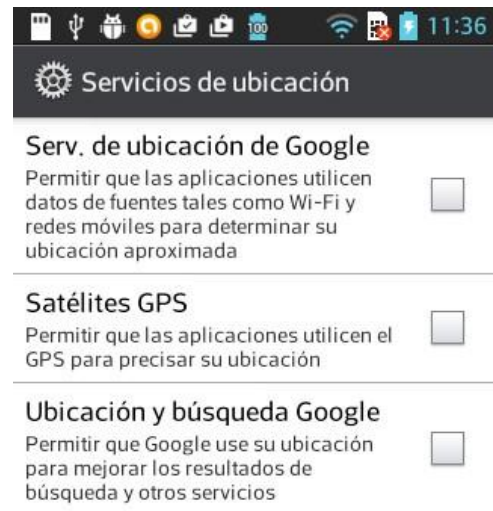 100 11:36
Servicios de ubicación
Serv. de ubicación de Google
Permitir que las aplicaciones utilicen
datos de fuentes tales como Wi-Fi y
redes móviles para determinar su
ubicación aproximada
Satélites GPS
Permitir que las aplicaciones utilicen el
GPS para precisar su ubicación
Ubicación y búsqueda Google
Permitir que Google use su ubicación
para mejorar los resultados de
búsqueda y otros servicios